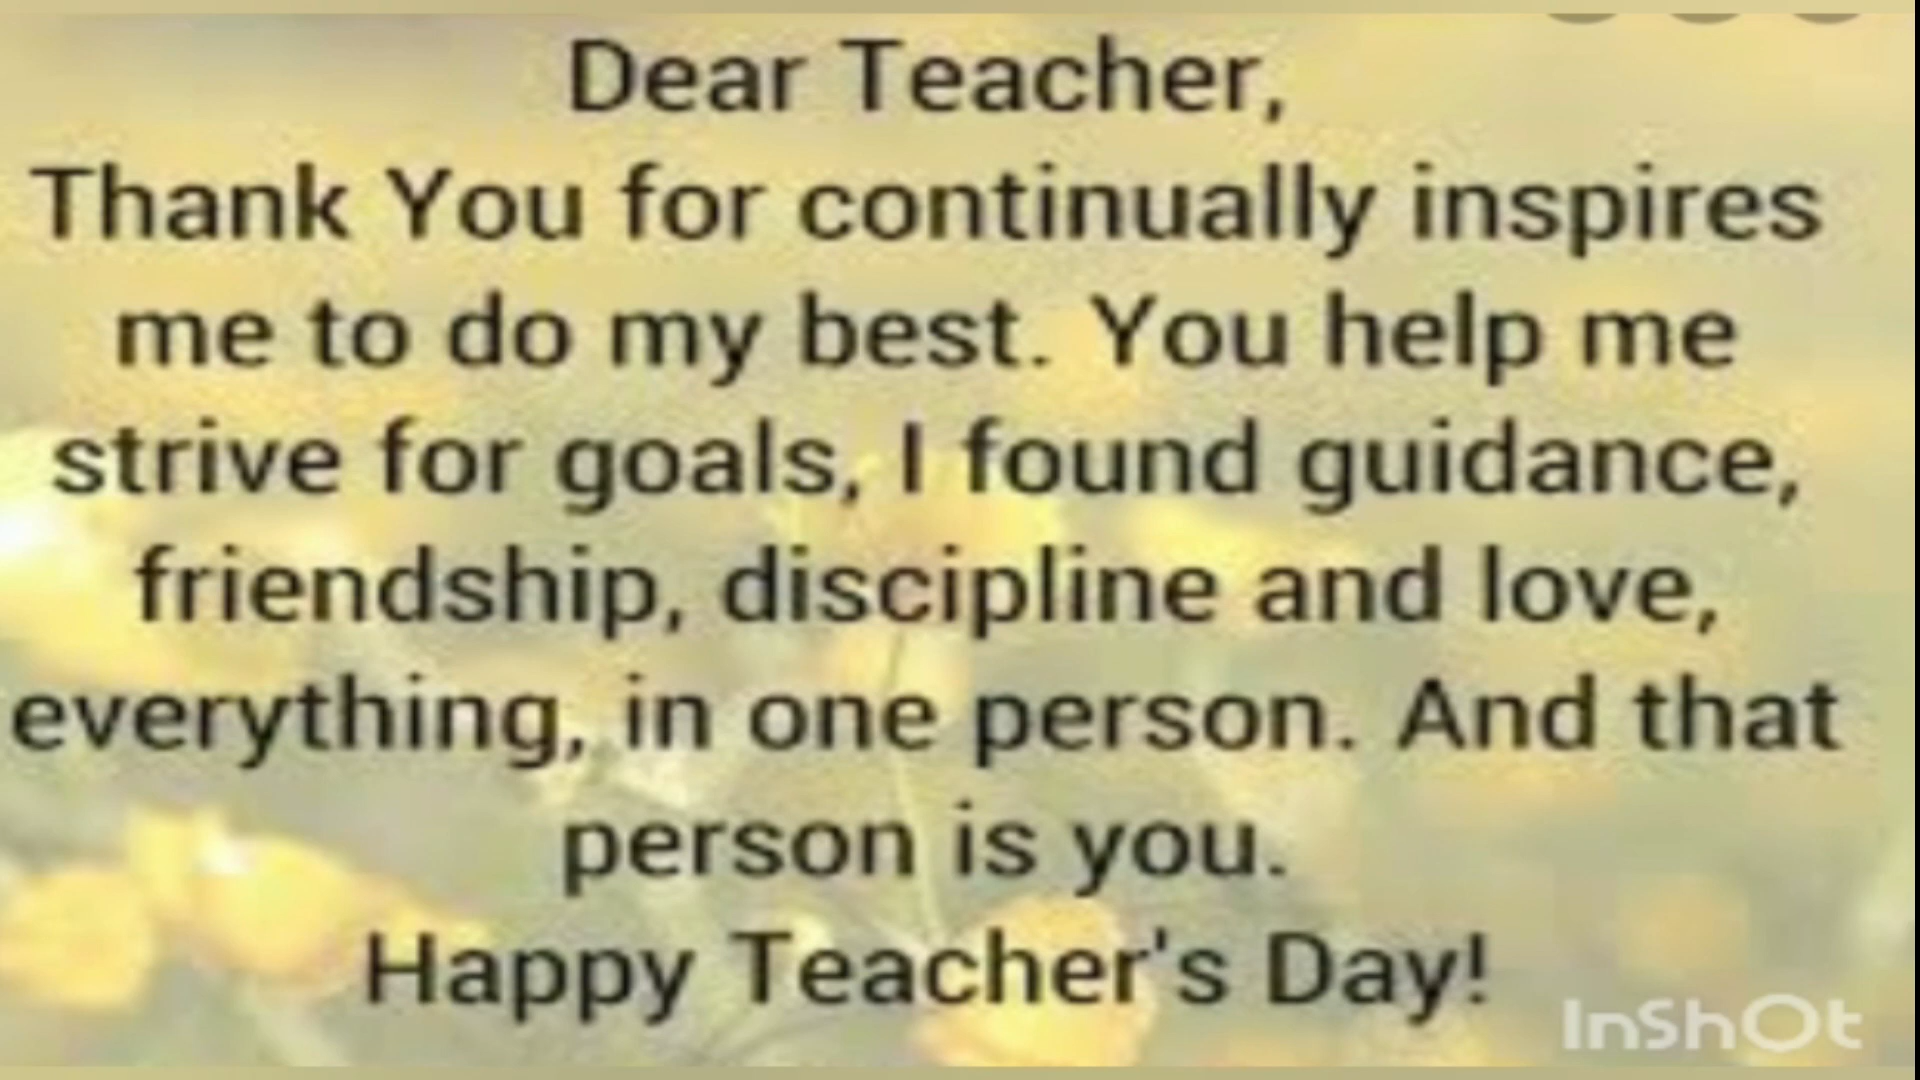 Dear Teacher,
Thank You for continually inspires
me to do my best. You help me
strive for goals, I found guidance,
friendship, discipline and love,
everything, in one person. And that
person is you.
Happy Teacher's Day!
InShOt